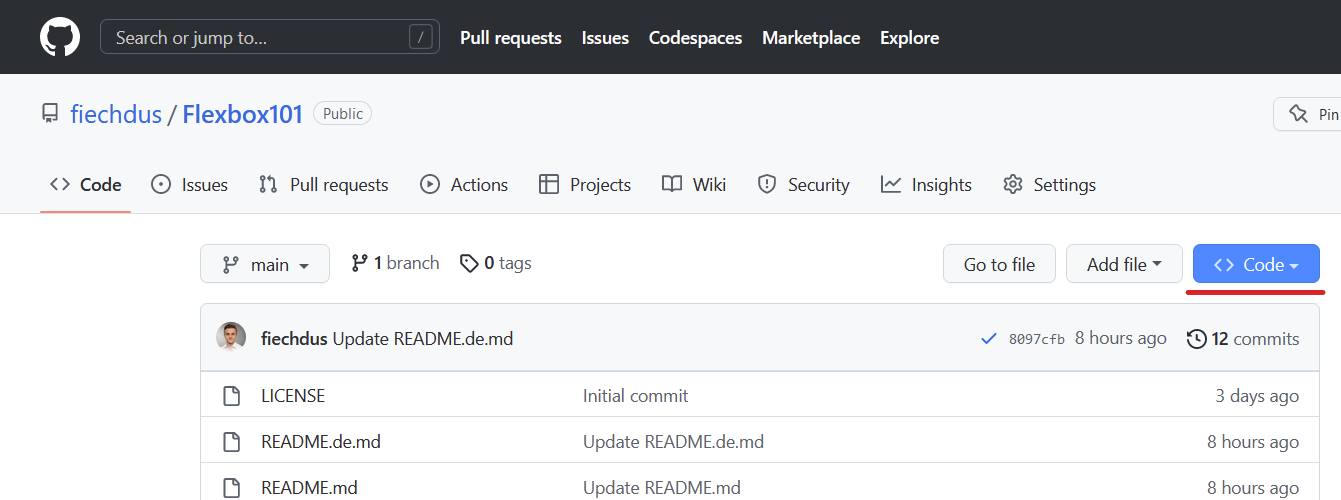 Search or jump to... / Pull requests Issues Codespaces Marketplace Explore
fiechdus / Flexbox101 Public Pin
Code Issues Pull requests Actions Projects Wiki Security Insights Settings
main 1 branch 0 tags Go to file Add file Code
fiechdus Update README.de.md 8097cfb 8 hours ago 12 commits
LICENSE Initial commit 3 days ago
README.de.md Update README.de.md 8 hours ago
README.md Update README.md 8 hours ago